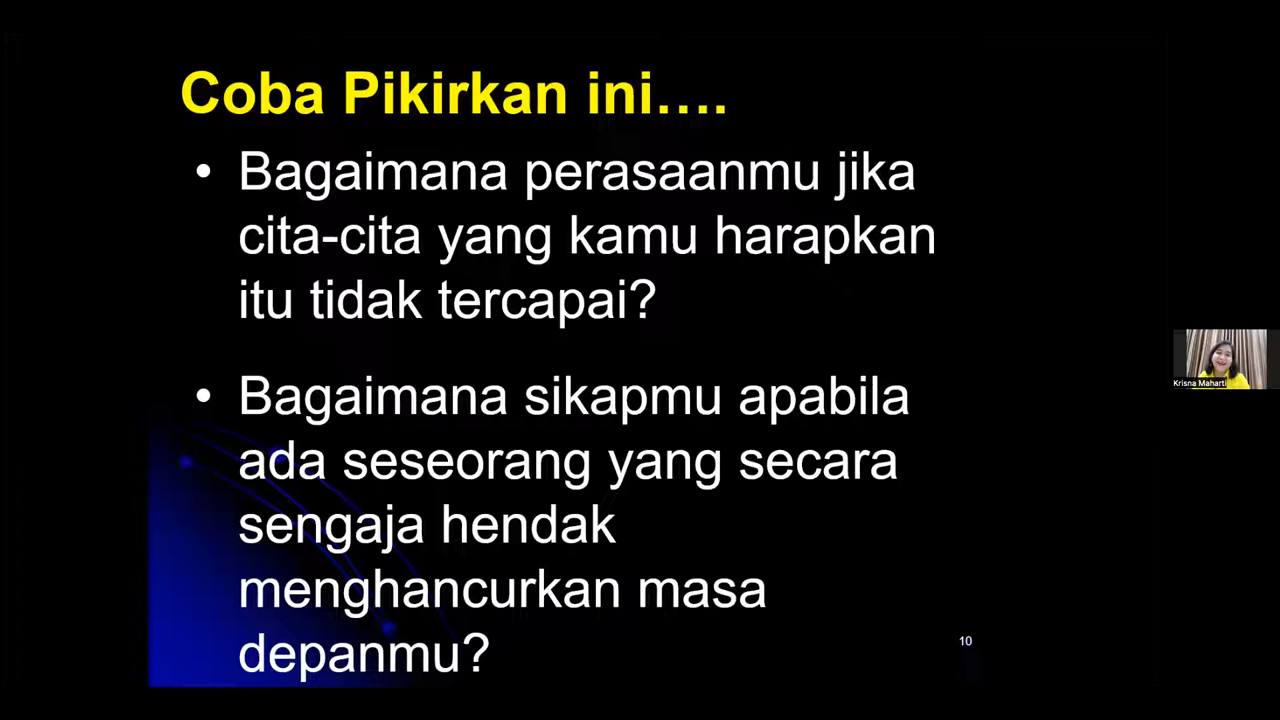 Coba Pikirkan ini….
• Bagaimana perasaanmu jika
cita-cita yang kamu harapkan
itu tidak tercapai?
• Bagaimana sikapmu apabila
ada seseorang yang secara
sengaja hendak
menghancurkan masa
depanmu?
10
Krisna Maharti